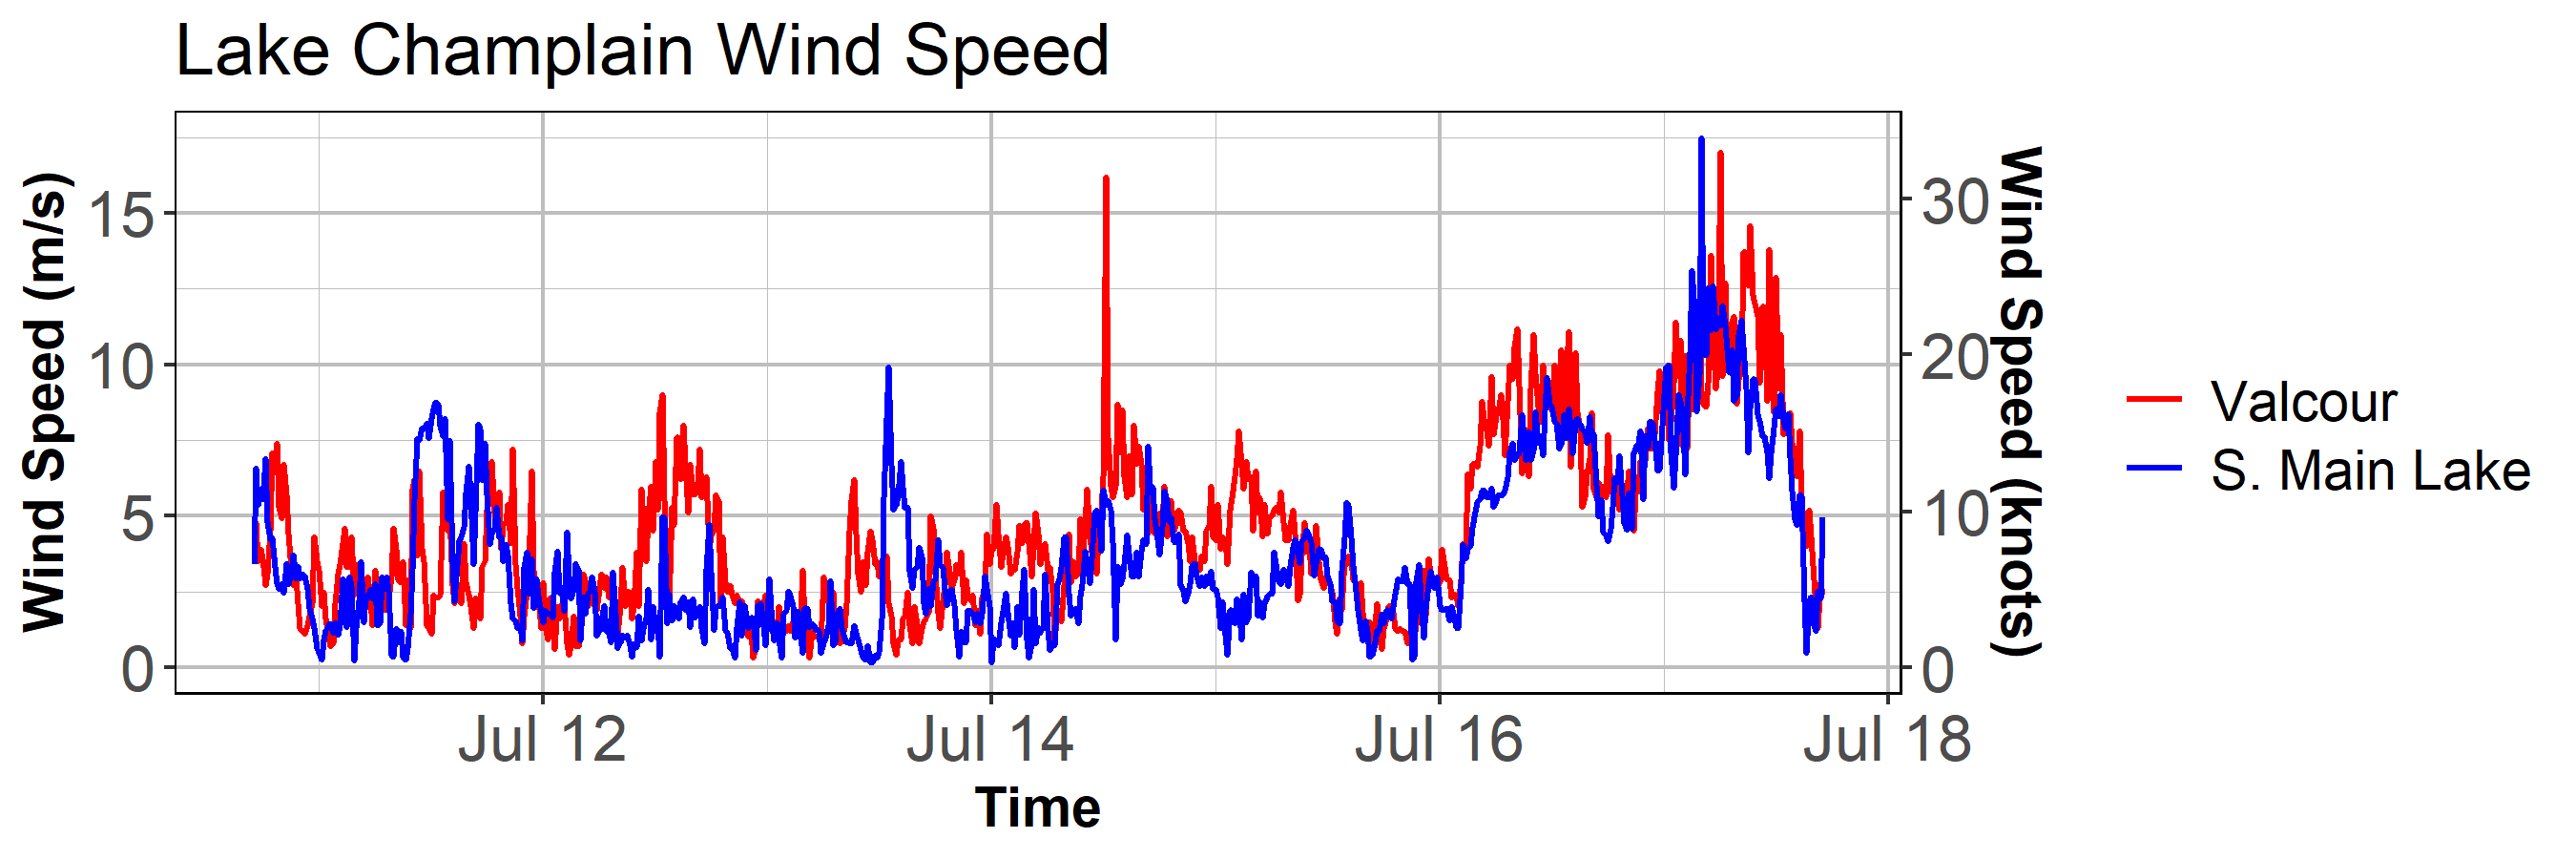 Lake Champlain Wind Speed
Wind Speed (m/s)
15
10
5
0
30
20
10
0
Wind Speed (knots)
Jul 12
Jul 14
Jul 16
Jul 18
Time
Valcour
S. Main Lake